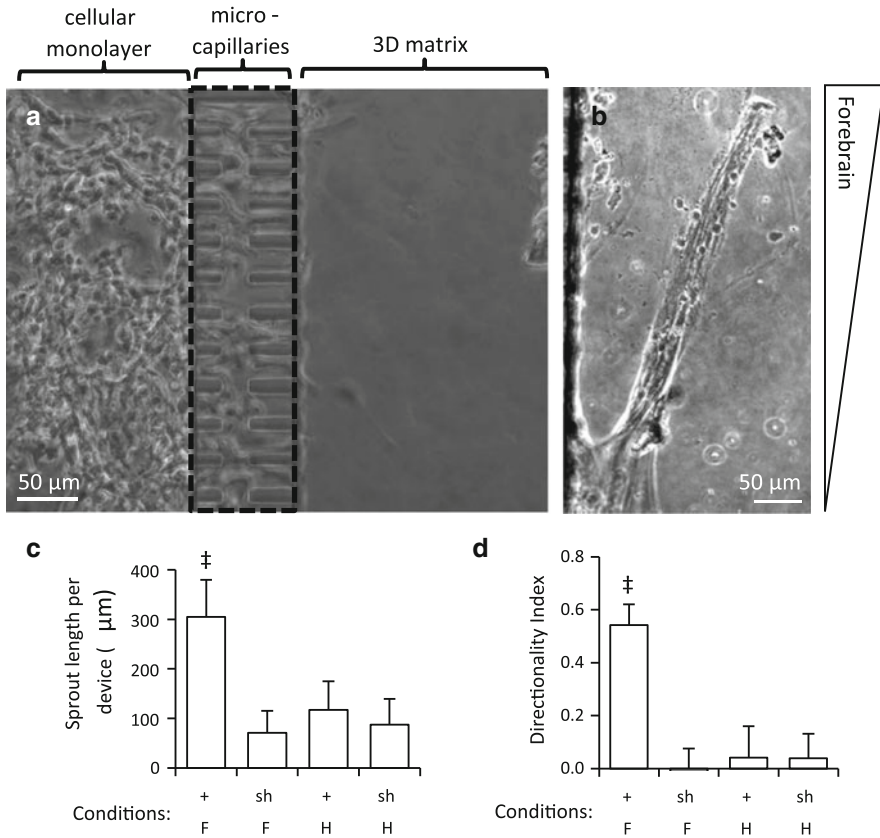 cellular
monolayer
micro -
capillaries
3D matrix
a
50 μm
b
50 μm
Forebrain
c
Sprout length per
device ( μm)
400
300
200
100
0
‡
+ sh + sh
Conditions:
F F H H
d
Directionality Index
0.8
0.6
0.4
0.2
0.0
‡
+ sh + sh
Conditions:
F F H H